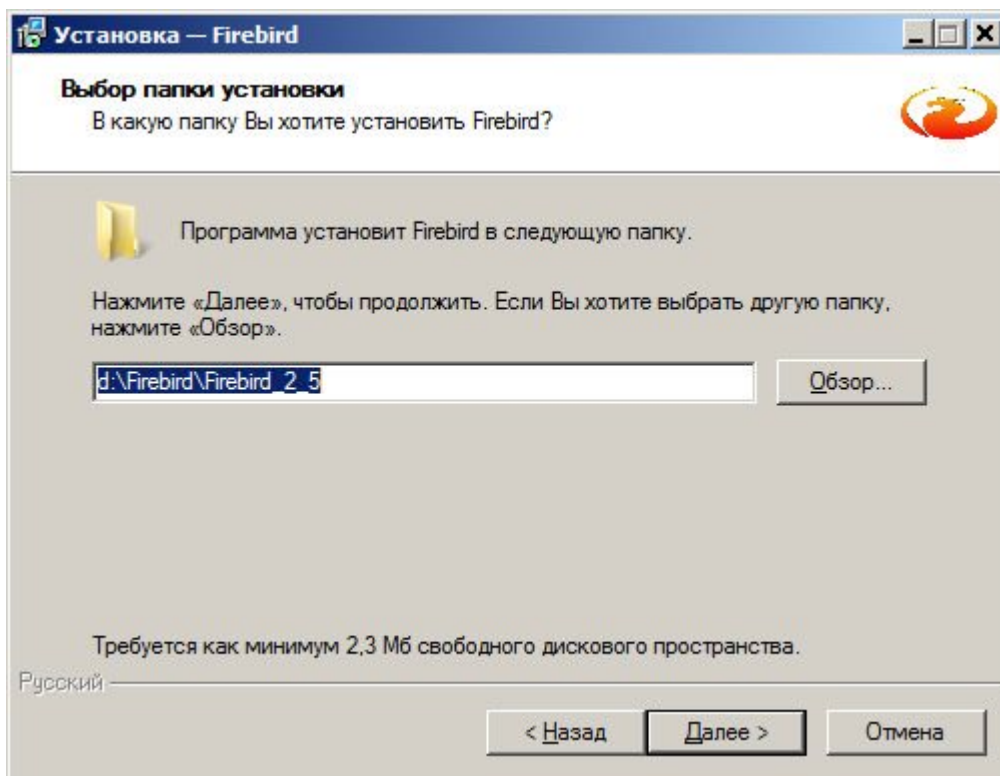 Установка — Firebird
Выбор папки установки
В какую папку Вы хотите установить Firebird?
Программа установит Firebird в следующую папку.
Нажмите «Далее», чтобы продолжить. Если Вы хотите выбрать другую папку,
нажмите «Обзор».
d:\Firebird\Firebird_2_5
Обзор...
Требуется как минимум 2,3 Мб свободного дискового пространства.
Русский
< Назад
Далее >
Отмена